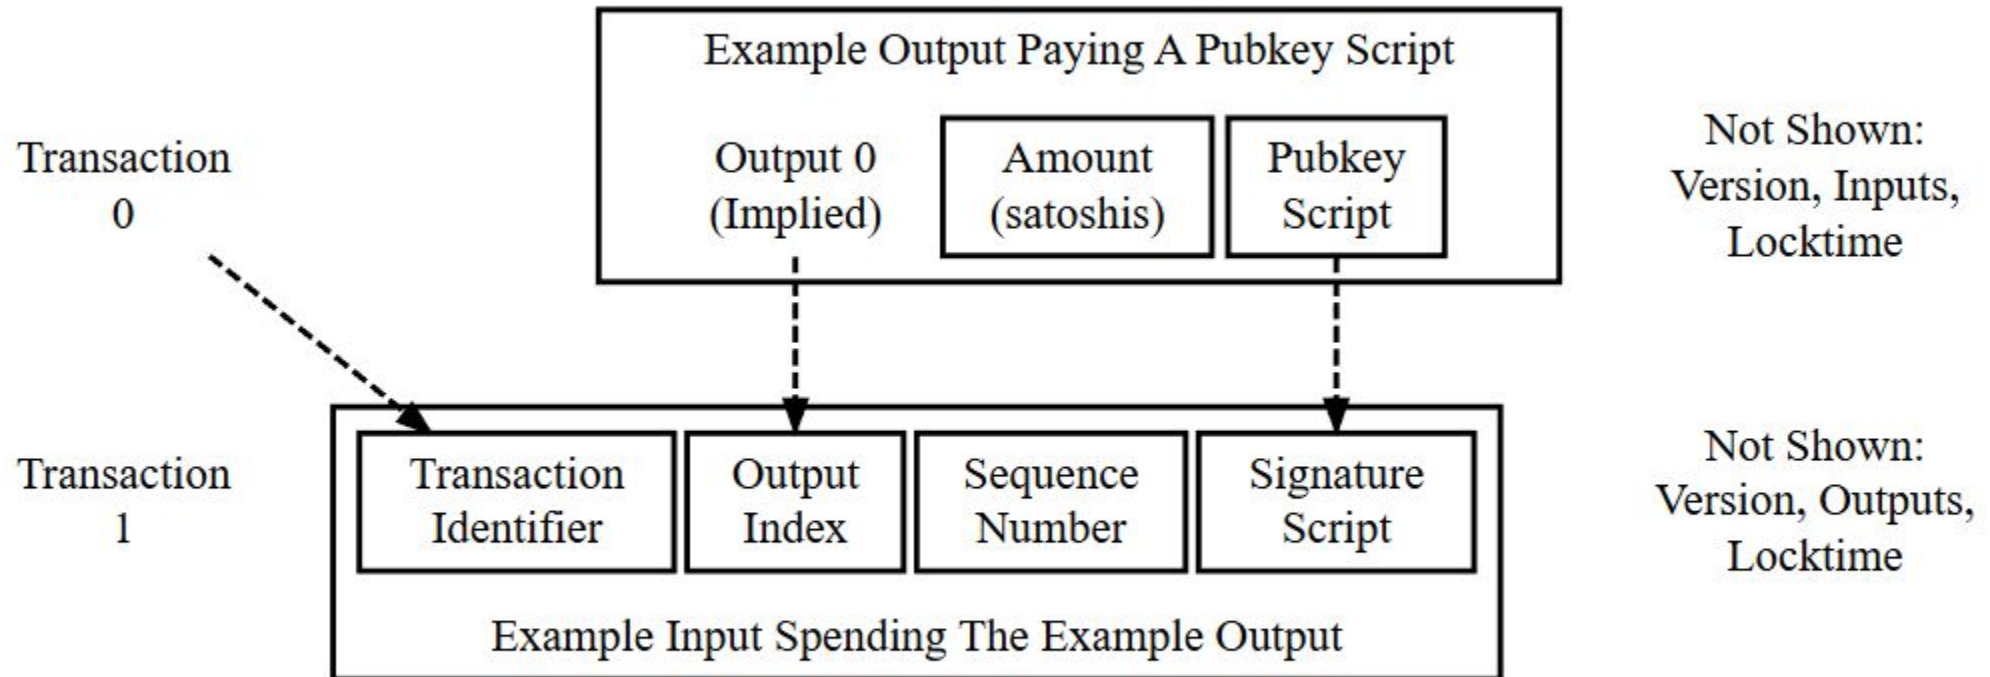 Example Output Paying A Pubkey Script
Transaction
0
Output 0
(Implied)
Amount
(satoshis)
Pubkey
Script
Not Shown:
Version, Inputs,
Locktime
Transaction
1
Transaction
Identifier
Output
Index
Sequence
Number
Signature
Script
Not Shown:
Version, Outputs,
Locktime
Example Input Spending The Example Output